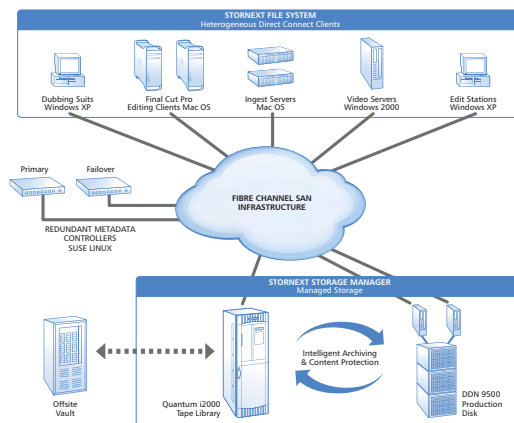 STORNEXT FILE SYSTEM
Heterogeneous Direct Connect Clients
Dubbing Suits
Windows XP
Final Cut Pro
Editing Clients Mac OS
Ingest Servers
Mac OS
Video Servers
Windows 2000
Edit Stations
Windows XP
Primary
Failover
FIBRE CHANNEL SAN
INFRASTRUCTURE
REDUNDANT METADATA
CONTROLLERS
SUSE LINUX
STORNEXT STORAGE MANAGER
Managed Storage
Intelligent Archiving
& Content Protection
Offsite
Vault
Quantum i2000
Tape Library
DDN 9500
Production
Disk